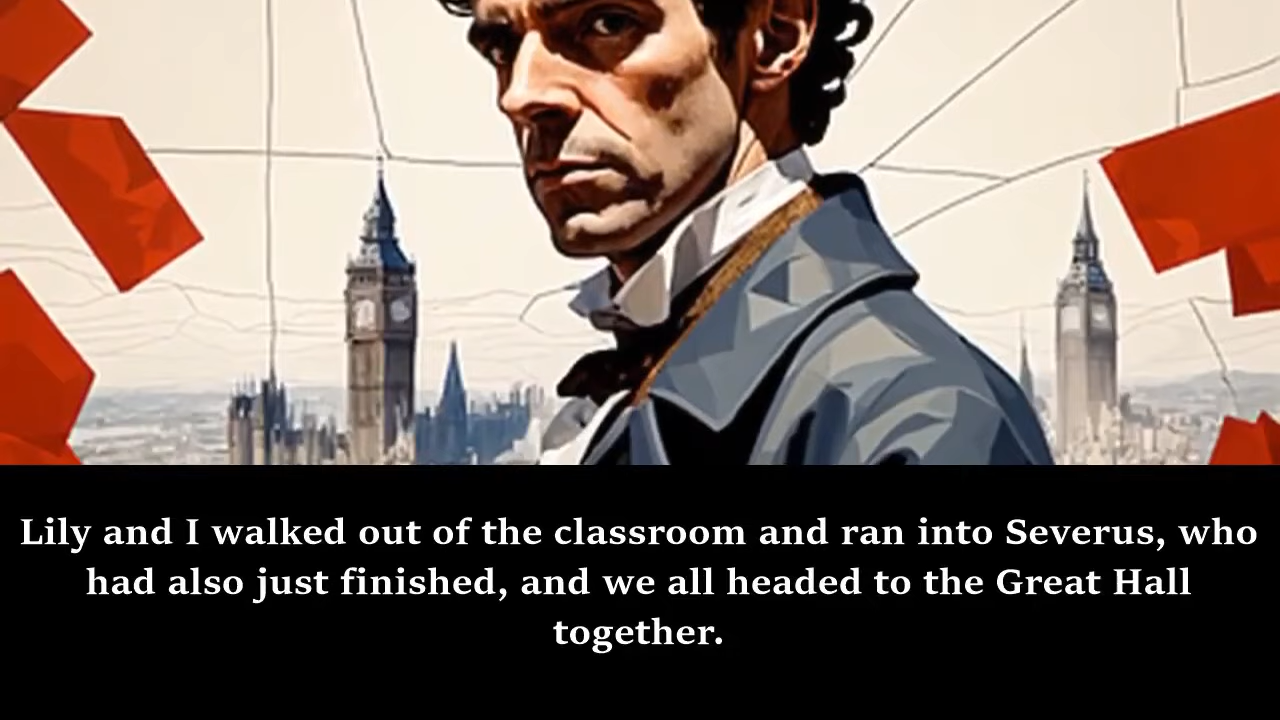 Lily and I walked out of the classroom and ran into Severus, who
had also just finished, and we all headed to the Great Hall
together.